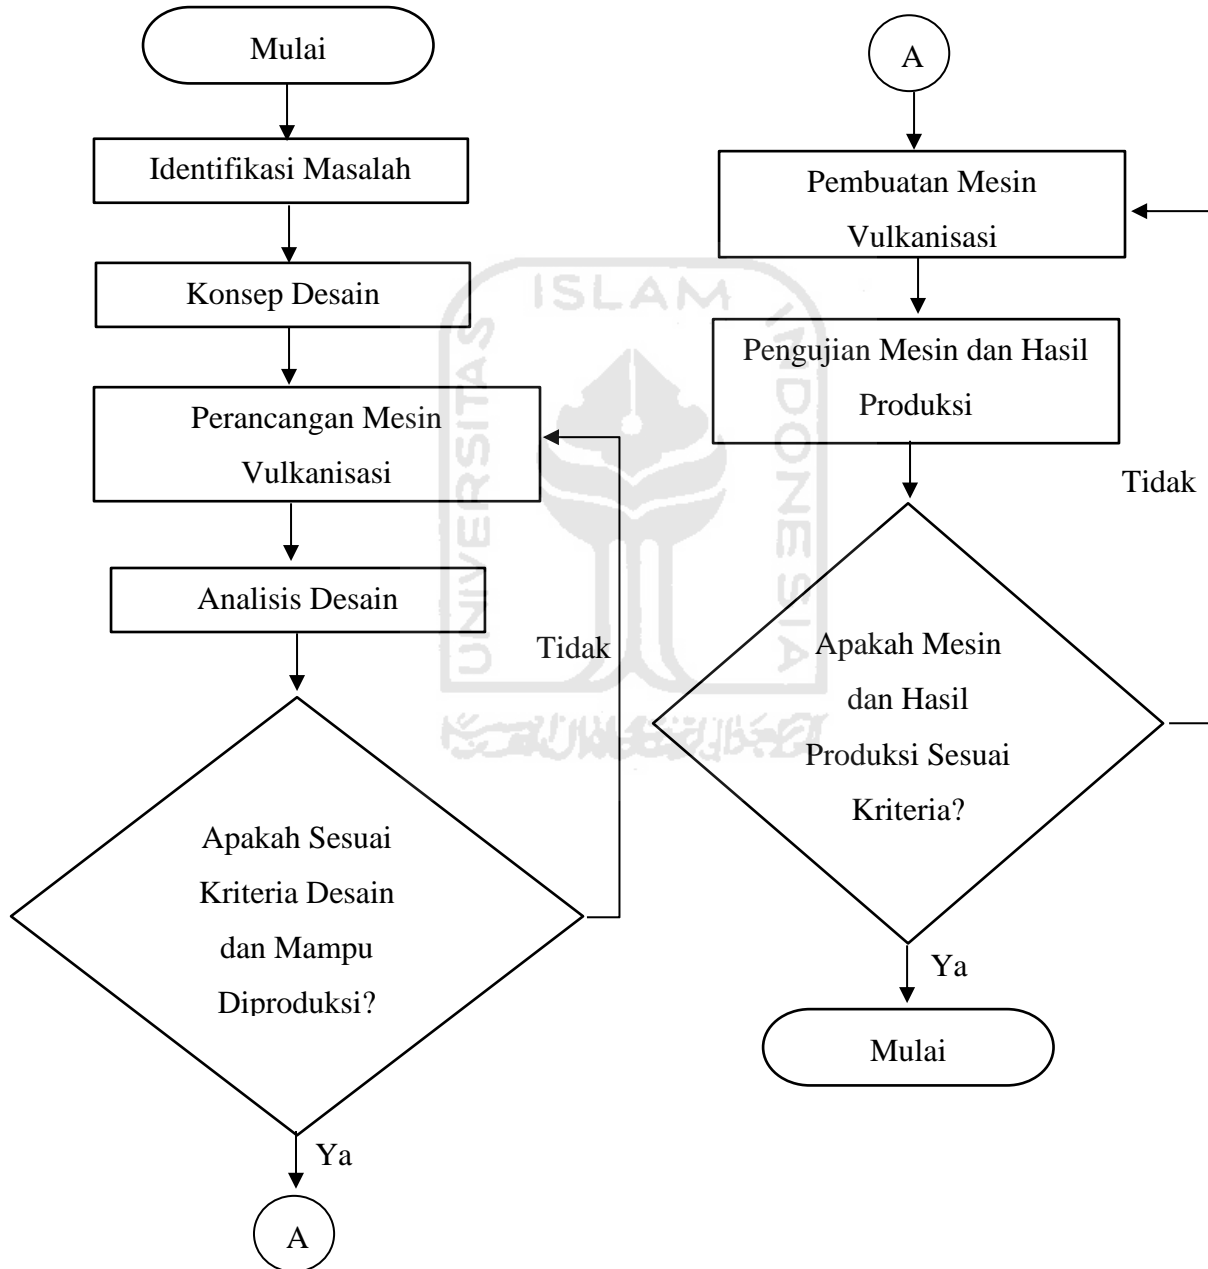 Mulai
Identifikasi Masalah
Konsep Desain
Perancangan Mesin
Vulkanisasi
Analisis Desain
Tidak
Apakah Sesuai
Kriteria Desain
dan Mampu
Diproduksi?
Ya
A
A
Pembuatan Mesin
Vulkanisasi
Pengujian Mesin dan Hasil
Produksi
Tidak
Apakah Mesin
dan Hasil
Produksi Sesuai
Kriteria?
Ya
Mulai
UNIVERSITAS
ISLAM
INDONESIA